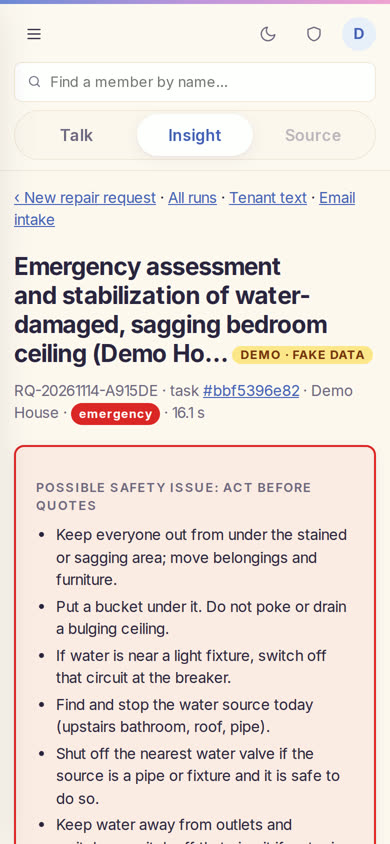 D
Find a member by name...
Talk
Insight
Source
‹ New repair request · All runs · Tenant text · Email
intake
Emergency assessment
and stabilization of water-
damaged, sagging bedroom
ceiling (Demo Ho... DEMO · FAKE DATA
RQ-20261114-A915DE · task #bbf5396e82 · Demo
House · emergency · 16.1 s
POSSIBLE SAFETY ISSUE: ACT BEFORE
QUOTES
• Keep everyone out from under the stained
or sagging area; move belongings and
furniture.
• Put a bucket under it. Do not poke or drain
a bulging ceiling.
• If water is near a light fixture, switch off
that circuit at the breaker.
• Find and stop the water source today
(upstairs bathroom, roof, pipe).
• Shut off the nearest water valve if the
source is a pipe or fixture and it is safe to
do so.
• Keep water away from outlets and